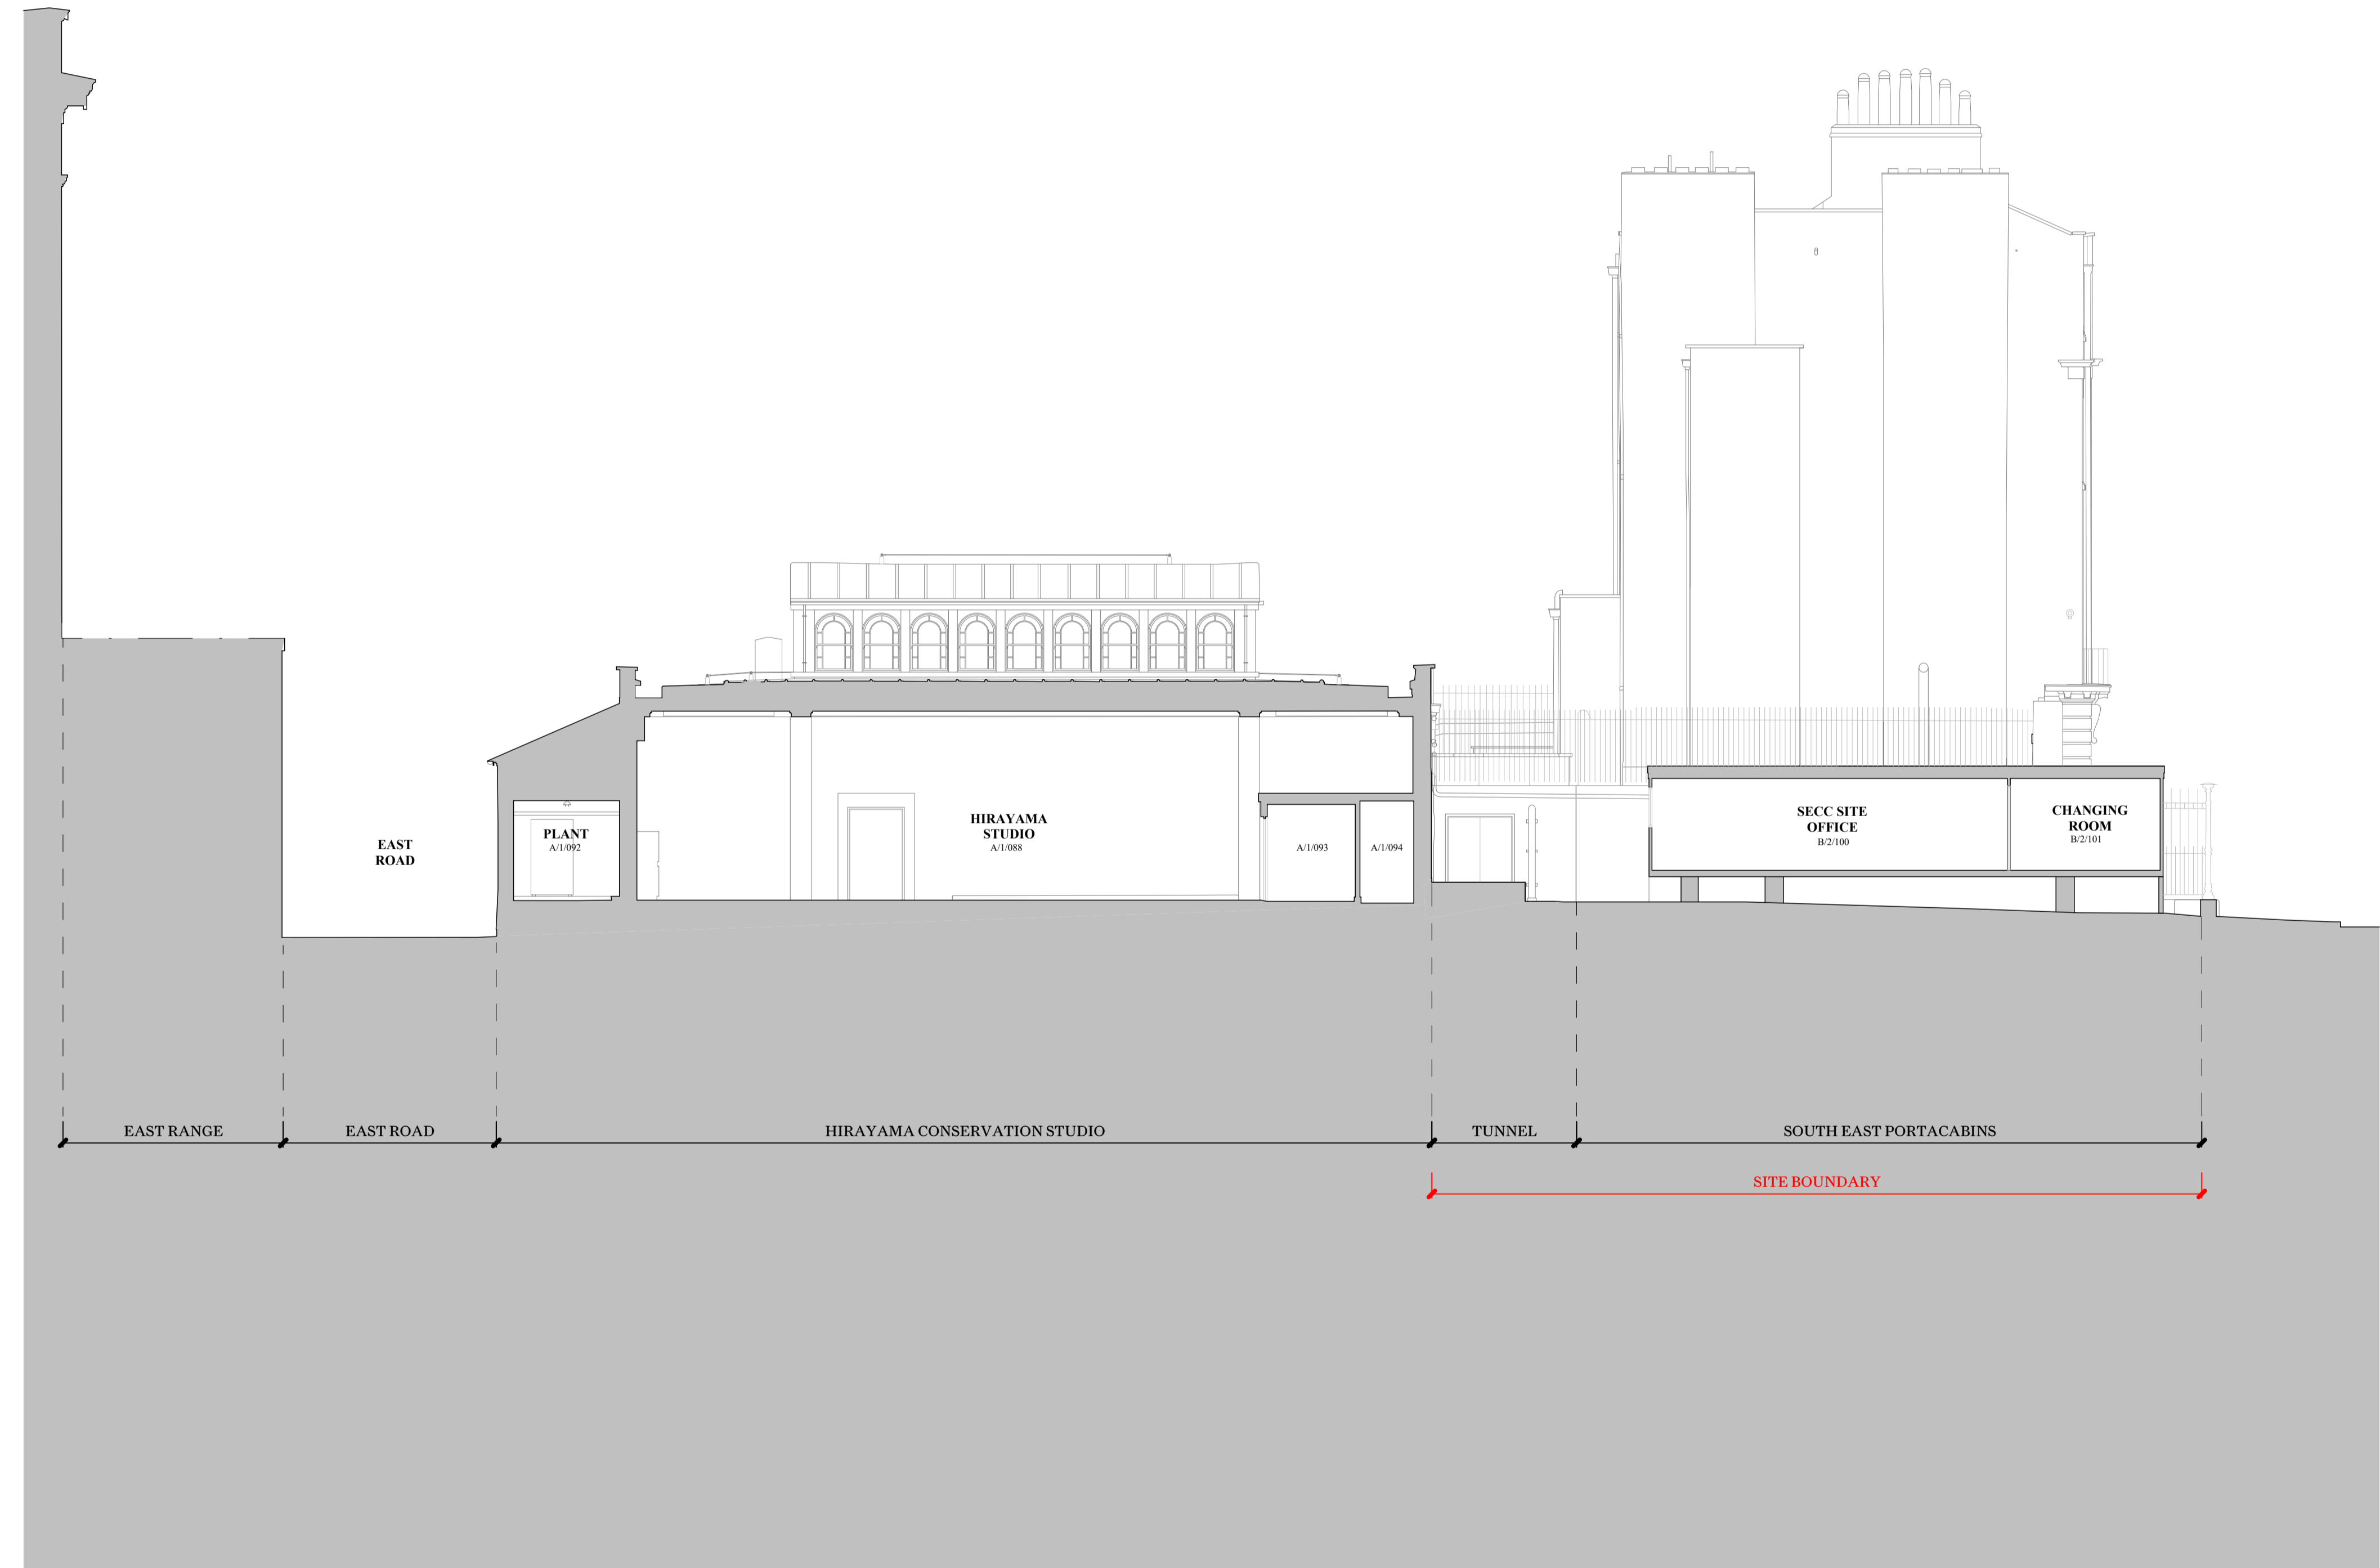 EAST
ROAD
PLANT
A/1/092
HIRAYAMA
STUDIO
A/1/088
A/1/093
A/1/094
SECC SITE
OFFICE
B/2/100
CHANGING
ROOM
B/2/101
EAST RANGE
EAST ROAD
HIRAYAMA CONSERVATION STUDIO
TUNNEL
SOUTH EAST PORTACABINS
SITE BOUNDARY